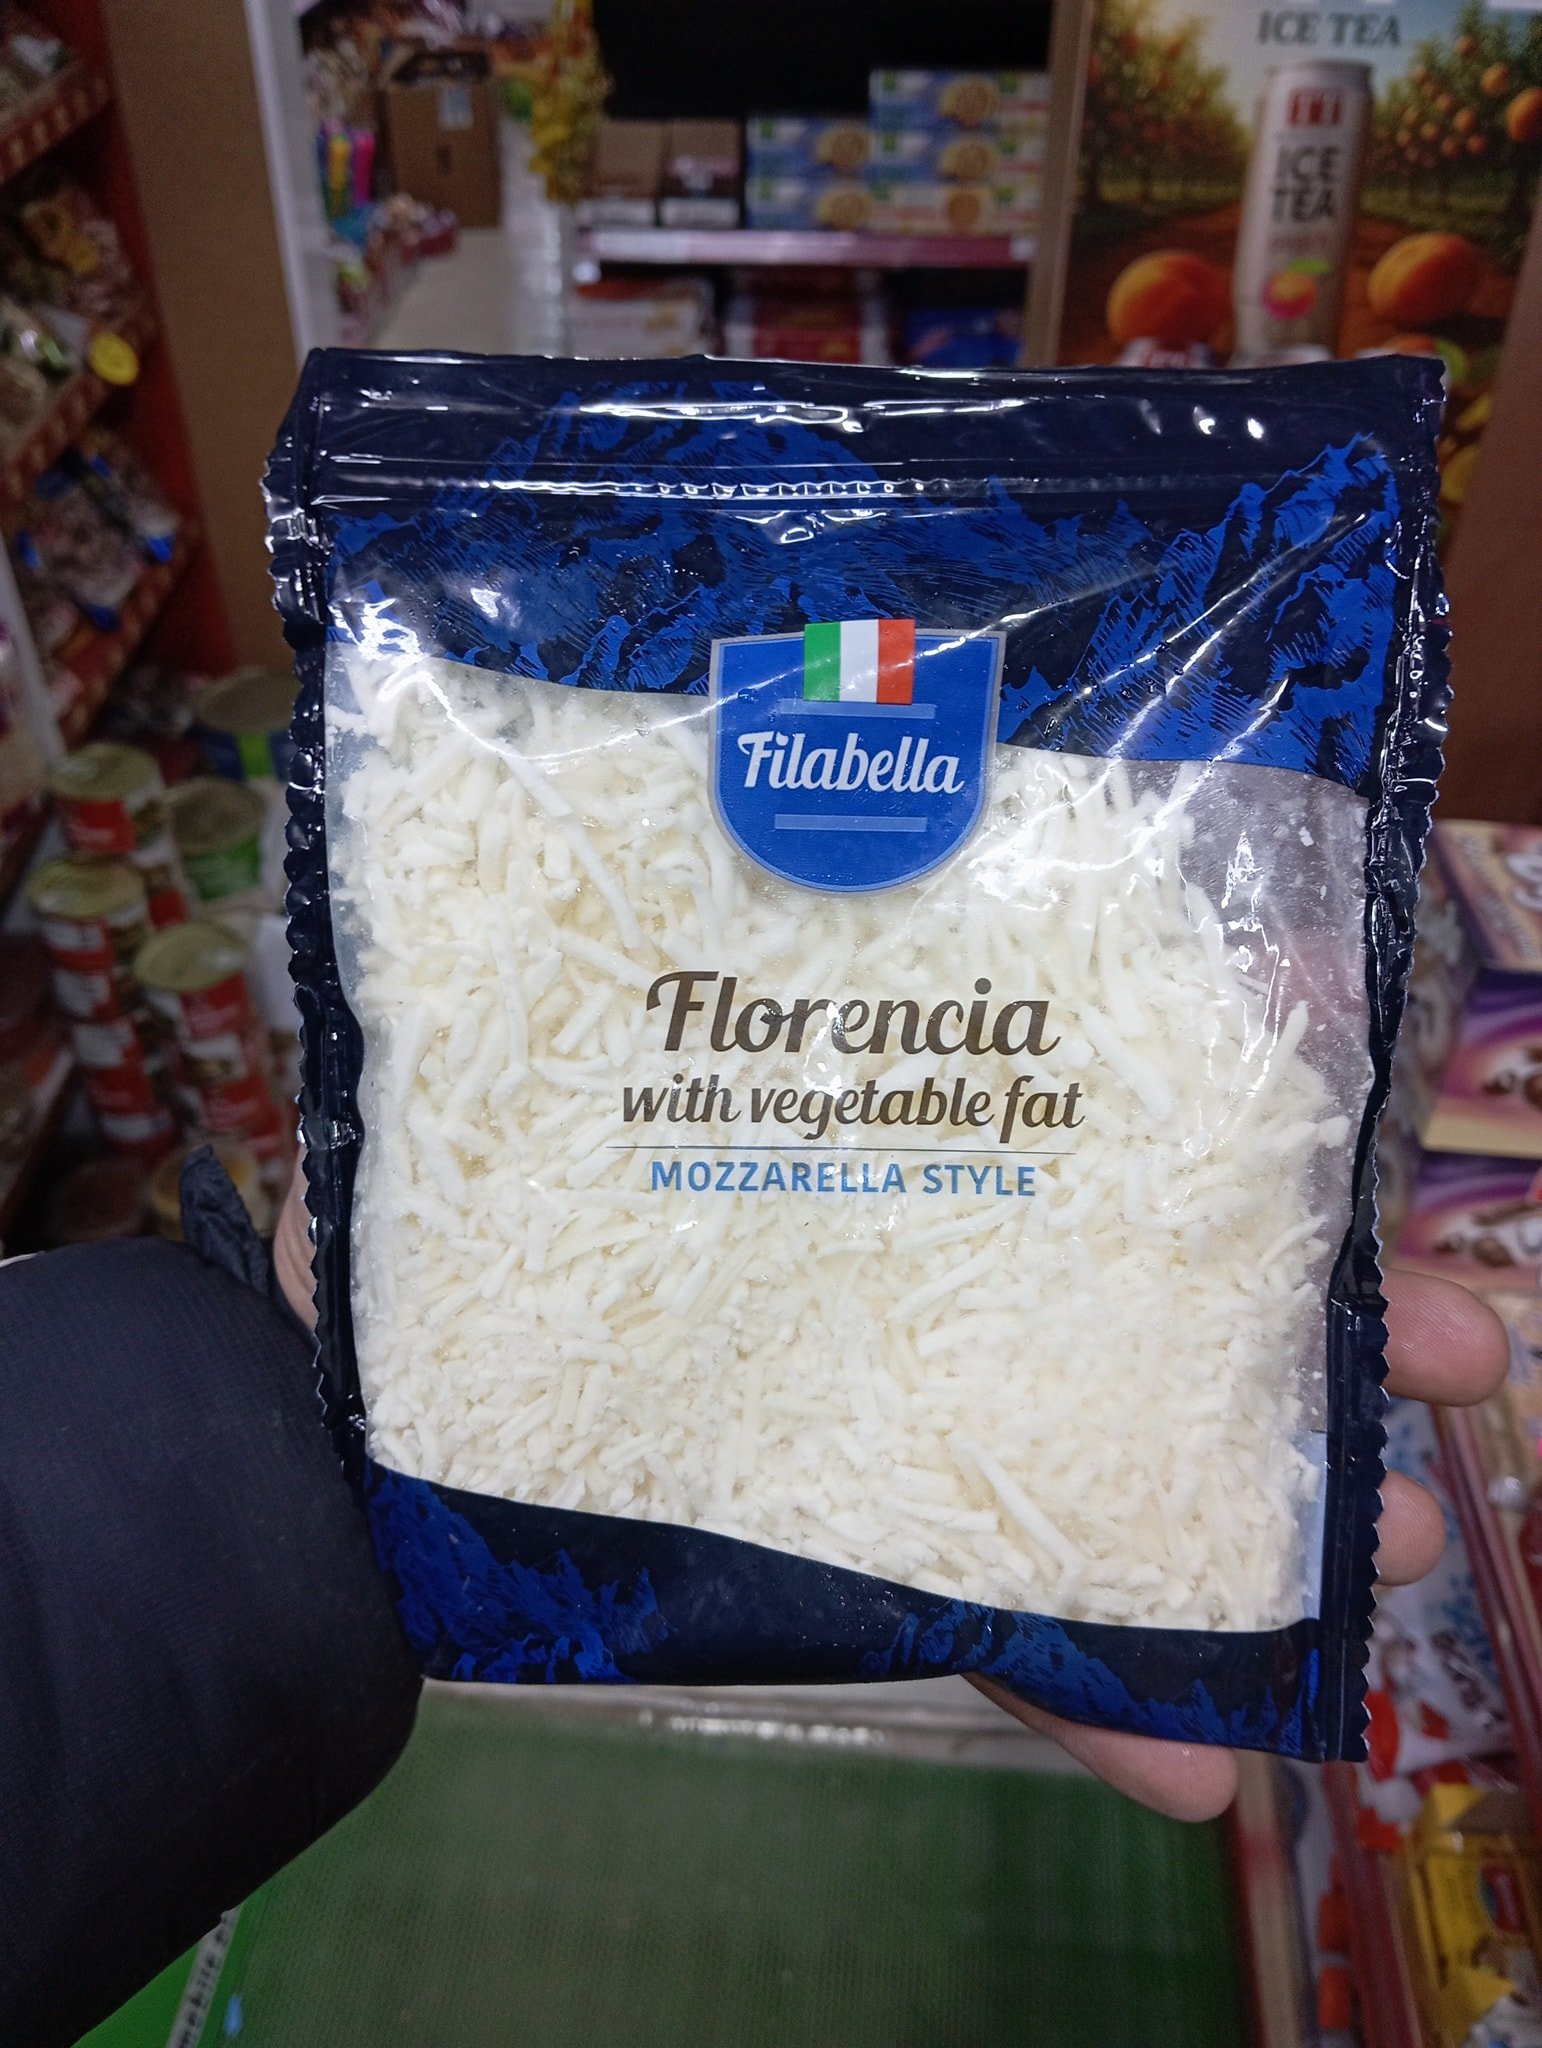 ICE TEA
ICE
TEA
Filabella
Florencia
with vegetable fat
MOZZARELLA STYLE